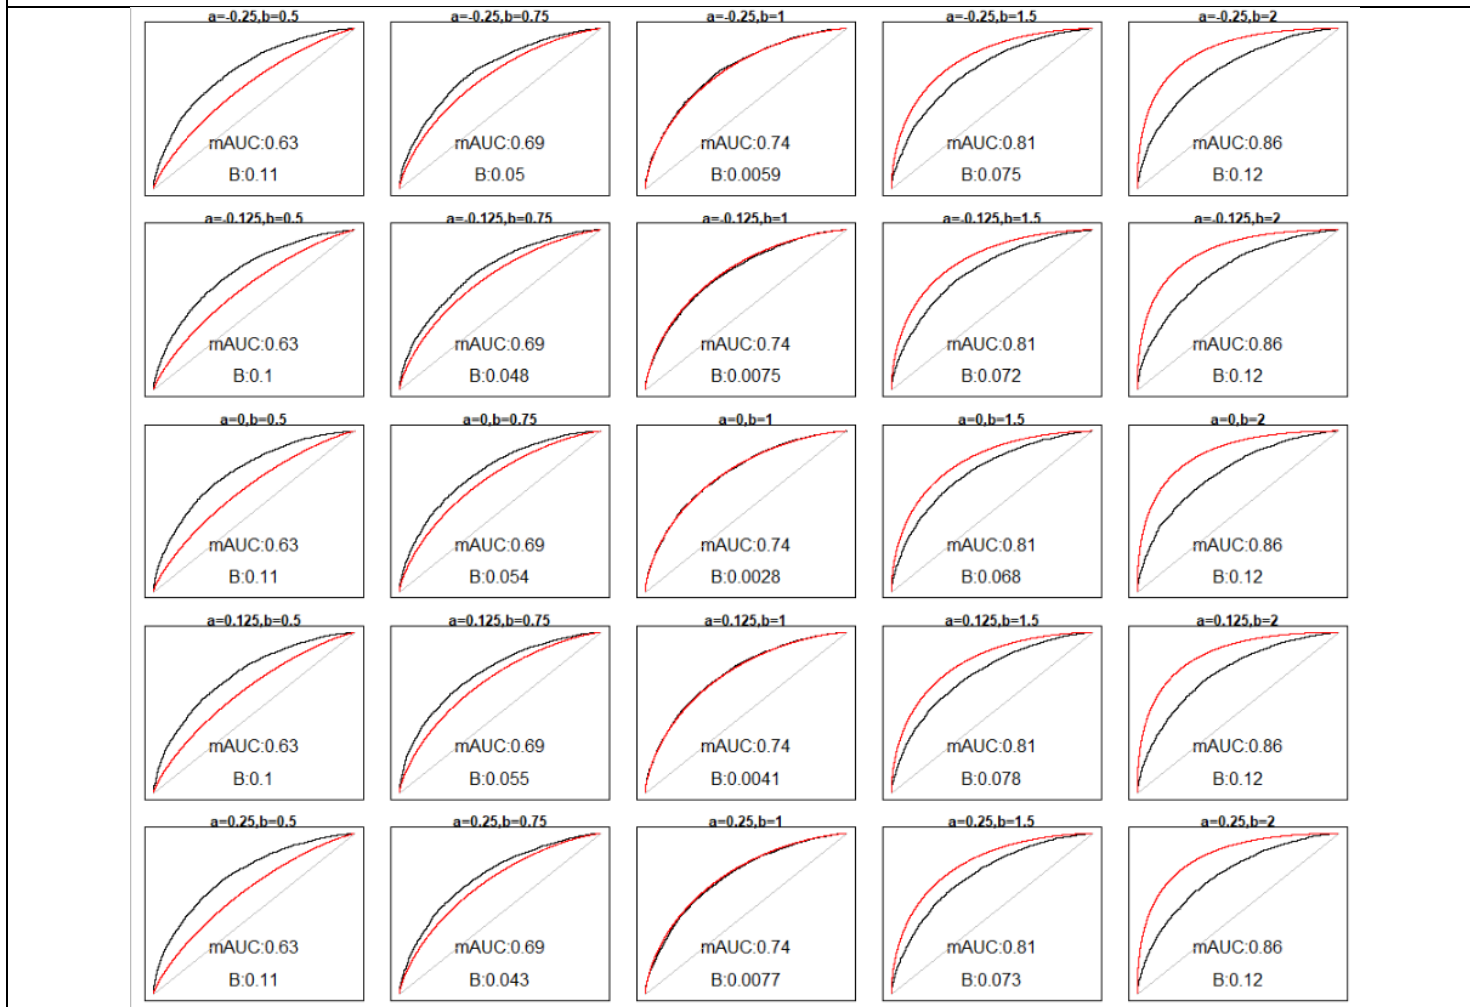 a=-0.25,b=0.5
mAUC:0.63
B:0.11
a=-0.25,b=0.75
mAUC:0.69
B:0.05
a=-0.25,b=1
mAUC:0.74
B:0.0059
a=-0.25,b=1.5
mAUC:0.81
B:0.075
a=-0.25,b=2
mAUC:0.86
B:0.12
a=-0.125,b=0.5
mAUC:0.63
B:0.1
a=-0.125,b=0.75
mAUC:0.69
B:0.048
a=-0.125,b=1
mAUC:0.74
B:0.0075
a=-0.125,b=1.5
mAUC:0.81
B:0.072
a=-0.125,b=2
mAUC:0.86
B:0.12
a=0,b=0.5
mAUC:0.63
B:0.11
a=0,b=0.75
mAUC:0.69
B:0.054
a=0,b=1
mAUC:0.74
B:0.0028
a=0,b=1.5
mAUC:0.81
B:0.068
a=0,b=2
mAUC:0.86
B:0.12
a=0.125,b=0.5
mAUC:0.63
B:0.1
a=0.125,b=0.75
mAUC:0.69
B:0.055
a=0.125,b=1
mAUC:0.74
B:0.0041
a=0.125,b=1.5
mAUC:0.81
B:0.078
a=0.125,b=2
mAUC:0.86
B:0.12
a=0.25,b=0.5
mAUC:0.63
B:0.11
a=0.25,b=0.75
mAUC:0.69
B:0.043
a=0.25,b=1
mAUC:0.74
B:0.0077
a=0.25,b=1.5
mAUC:0.81
B:0.073
a=0.25,b=2
mAUC:0.86
B:0.12